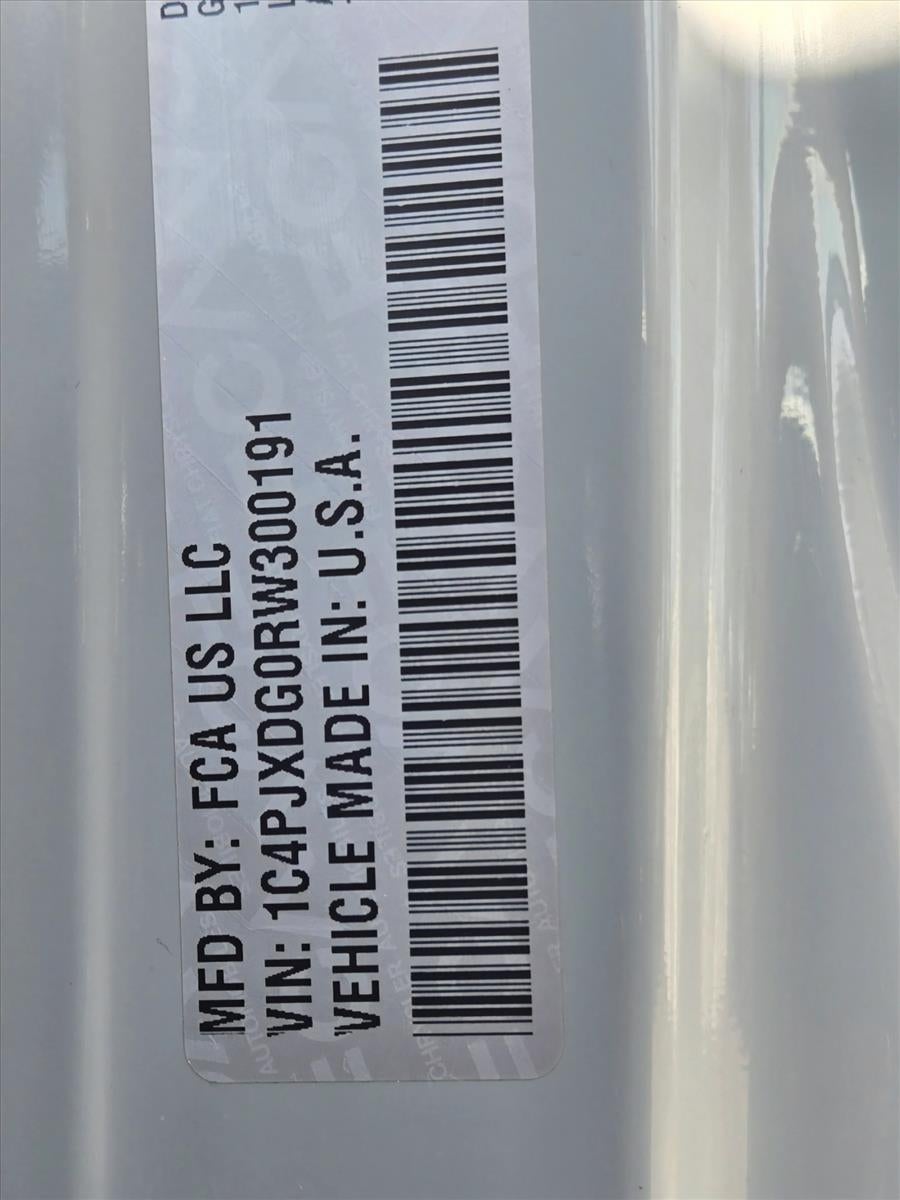 MFD BY: FCA US LLC
VIN: 1C4PJXDG0RW300191
VEHICLE MADE IN: U.S.A.